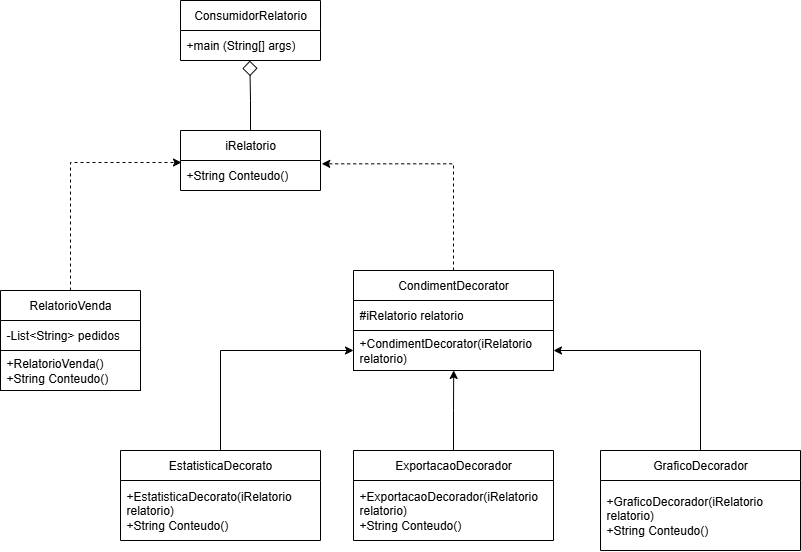 ConsumidorRelatorio
+main (String[] args)
iRelatorio
+String Conteudo()
CondimentDecorator
#iRelatorio relatorio
+CondimentDecorator(iRelatorio
relatorio)
RelatorioVenda
-List<String> pedidos
+RelatorioVenda()
+String Conteudo()
EstatisticaDecorato
+EstatisticaDecorato(iRelatorio
relatorio)
+String Conteudo()
ExportacaoDecorador
+ExportacaoDecorador(iRelatorio
relatorio)
+String Conteudo()
GraficoDecorador
+GraficoDecorador(iRelatorio
relatorio)
+String Conteudo()